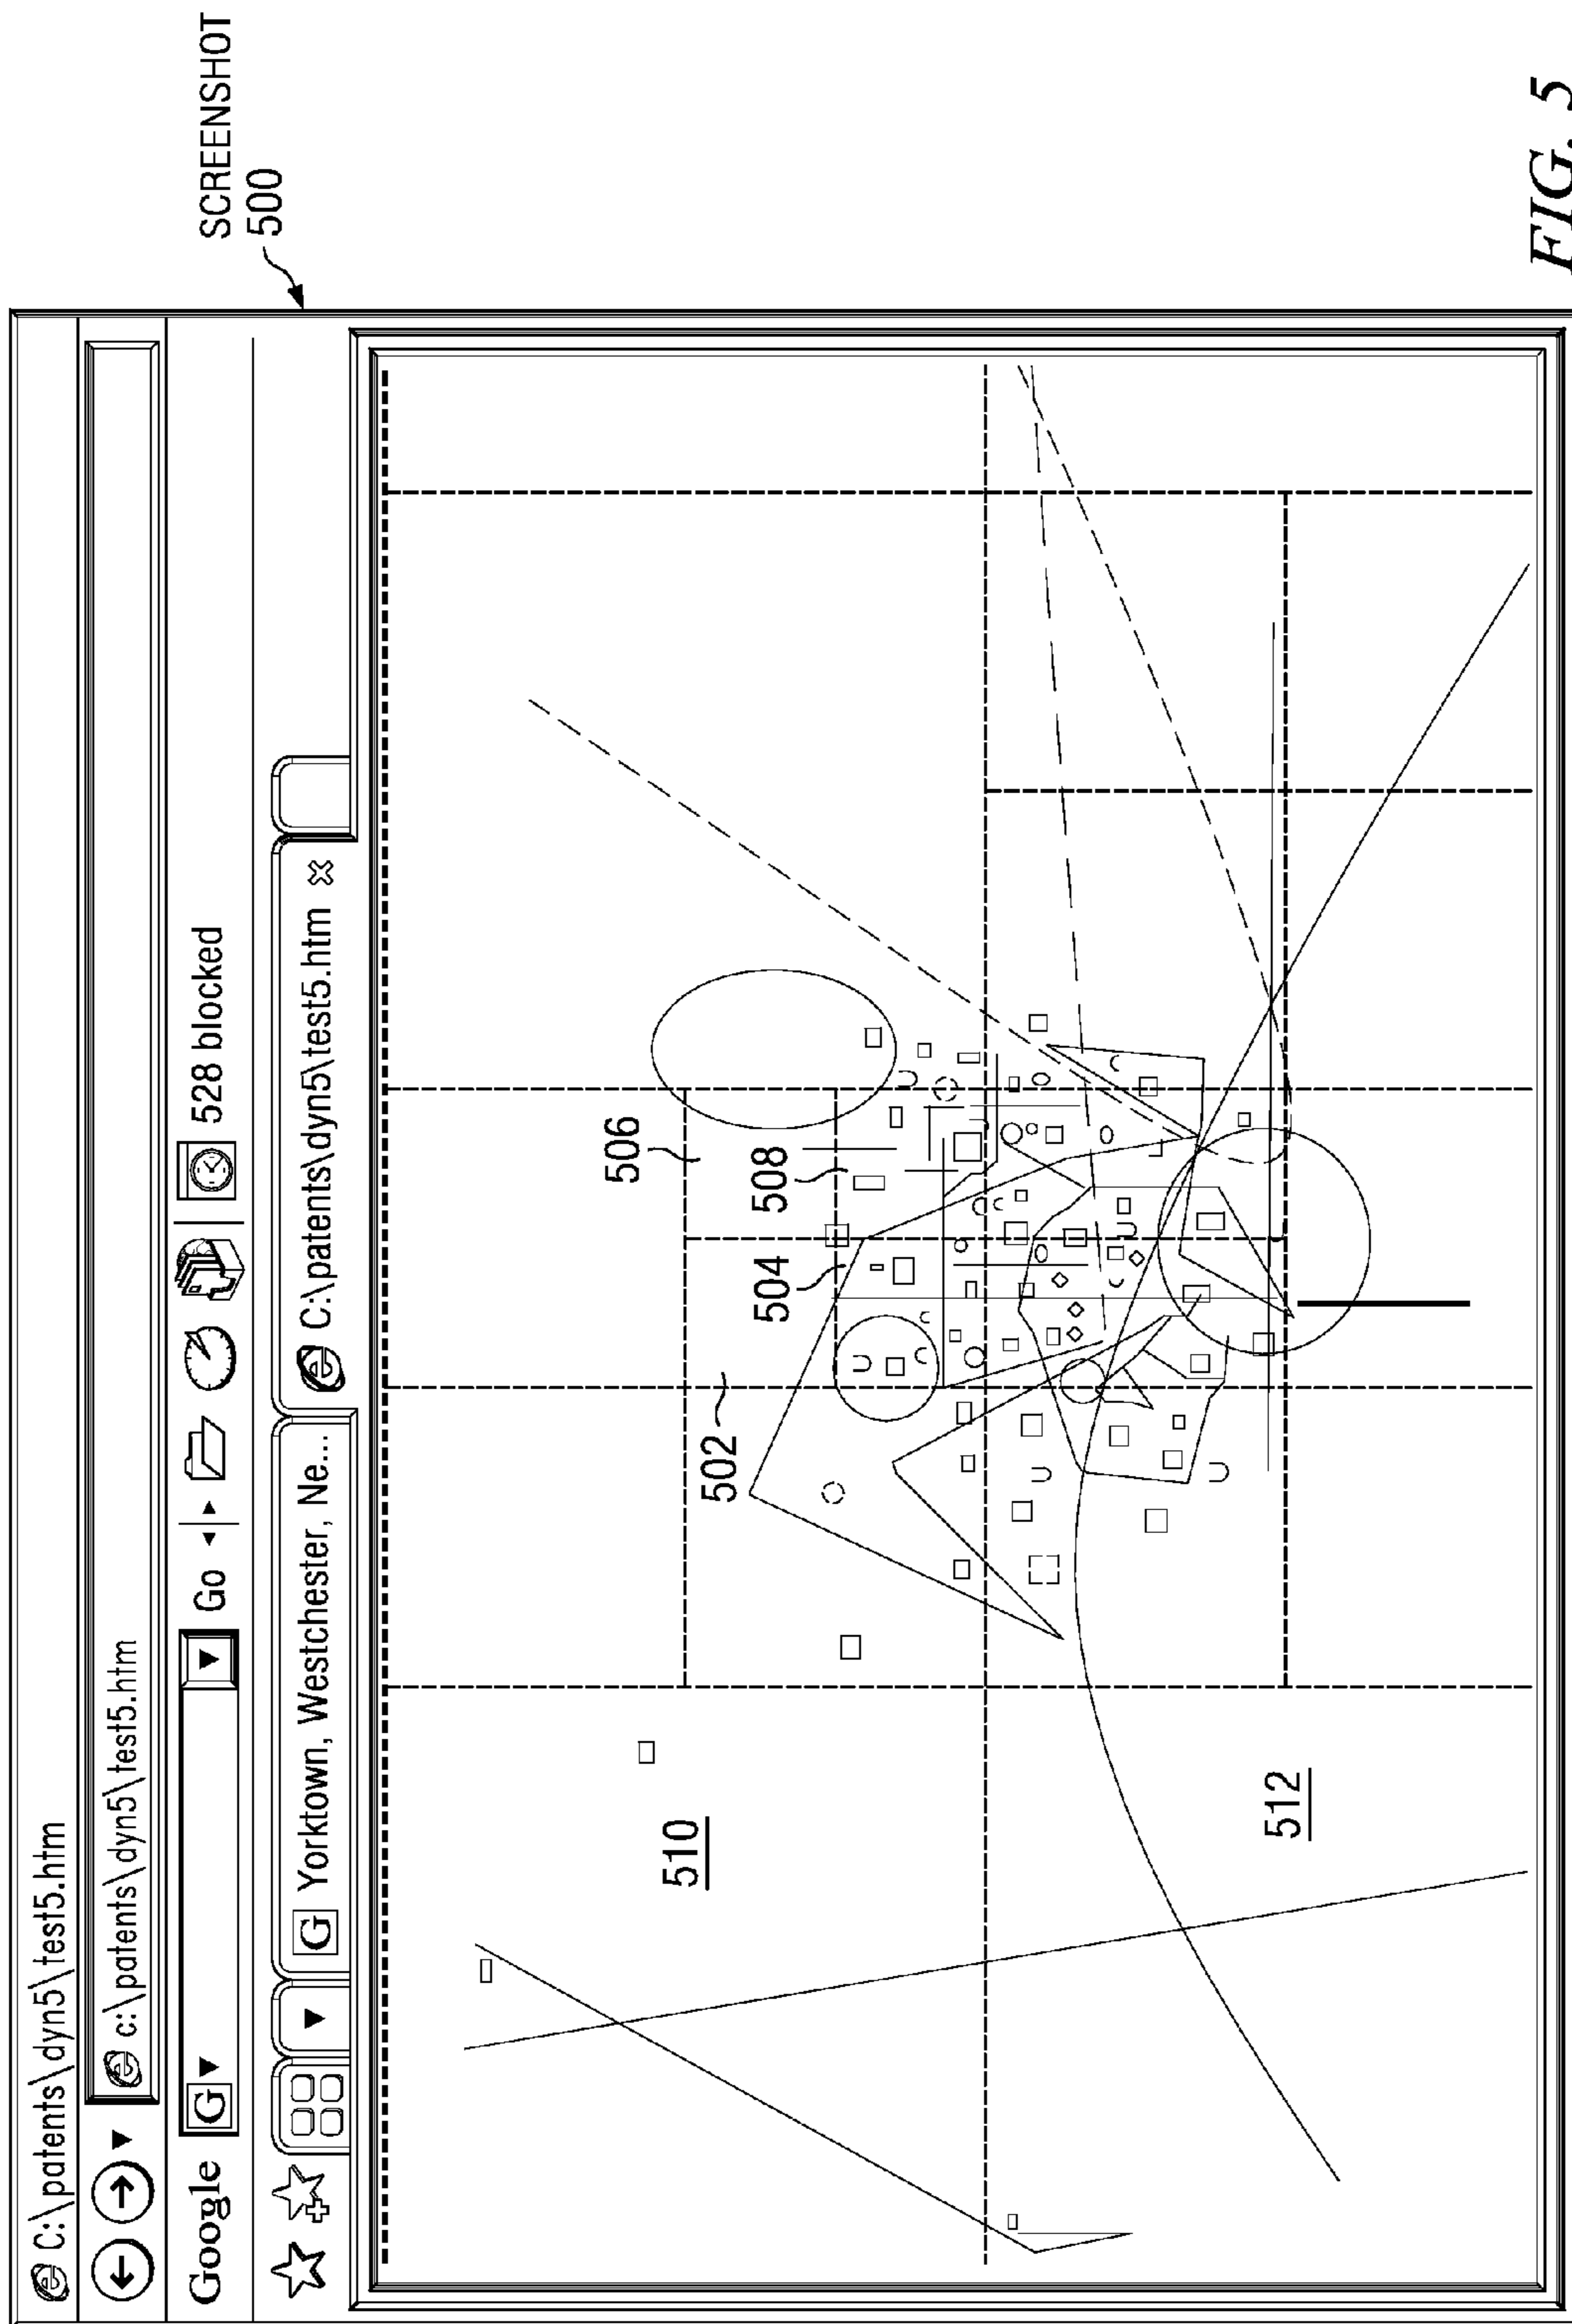 C:\patents\dyn5\test5.htm
c:\patents\dyn5\test5.htm
Google G Go 528 blocked
G Yorktown, Westchester, Ne... C:\patents\dyn5\test5.htm
SCREENSHOT
500
506
502
504
508
510
512
FIG. 5